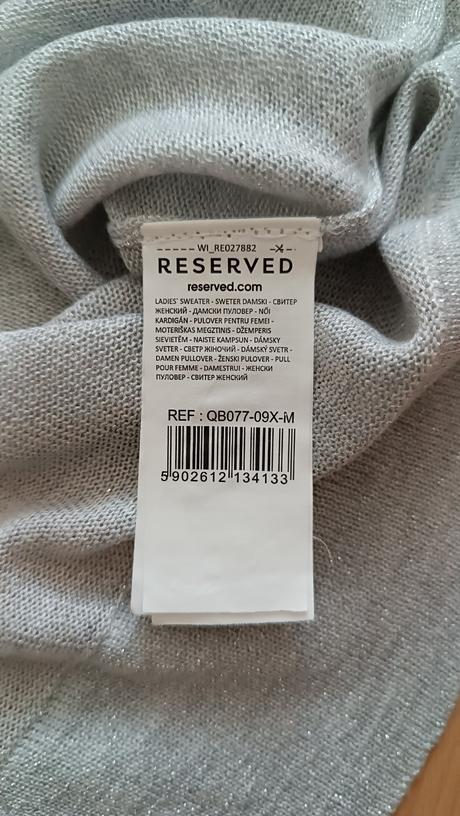 ----- WI_RE027882 --✂--
RESERVED
reserved.com
LADIES' SWEATER - SWETER DAMSKI - СВИТЕР
ЖЕНСКИЙ - ДАМСКИ ПУЛОВЕР - NŐI
KARDIGÁN - PULOVER PENTRU FEMEI -
MOTERIŠKAS MEGZTINIS - DŽEMPERIS
SIEVIETĒM - NAISTE KAMPSUN - DÁMSKY
SVETER - СВЕТР ЖІНОЧИЙ - DÁMSKÝ SVETR -
DAMEN PULLOVER - ŽENSKI PULOVER - PULL
POUR FEMME - DAMESTRUI - ЖЕНСКИ
ПУЛОВЕР - СВИТЕР ЖЕНСКИЙ
REF : QB077-09X-M
5 902612 134133